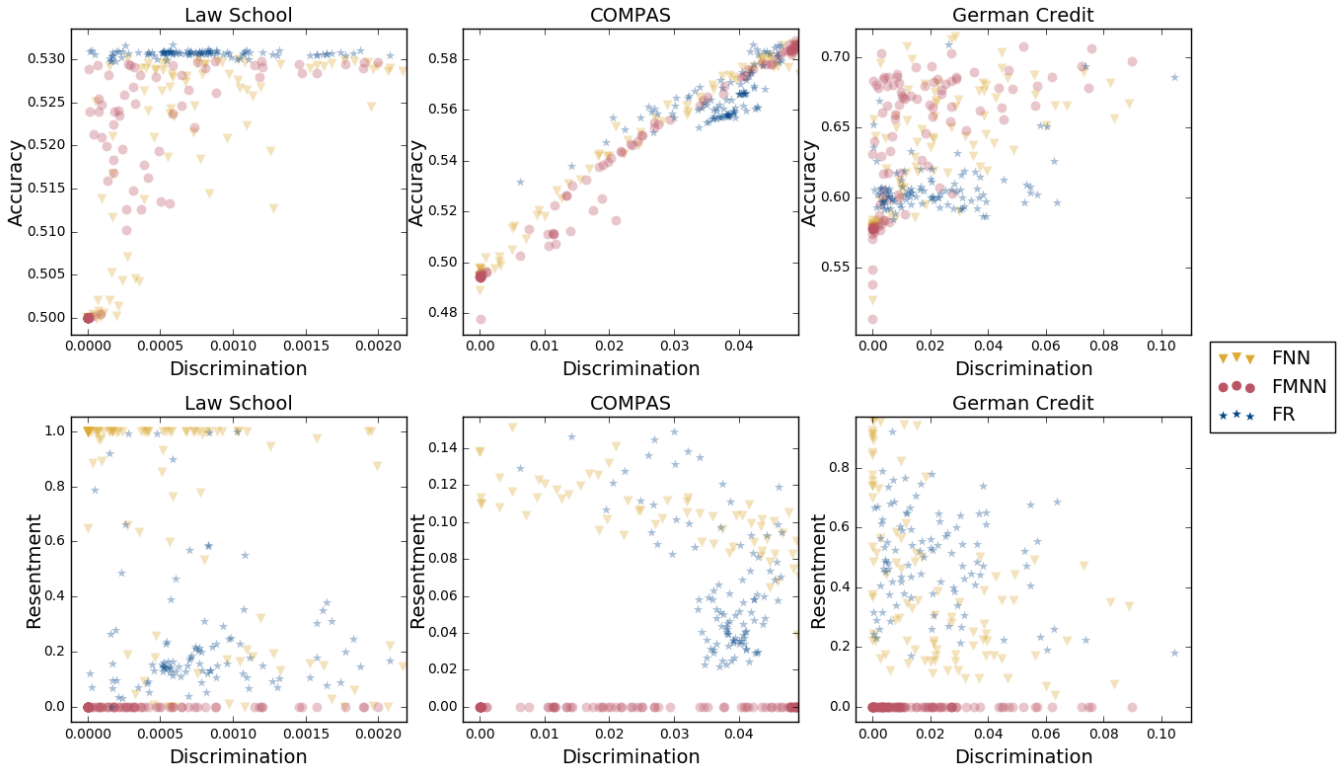 Law School
COMPAS
German Credit
Accuracy
0.530
0.525
0.520
0.515
0.510
0.505
0.500
0.0000 0.0005 0.0010 0.0015 0.0020
Discrimination
Accuracy
0.58
0.56
0.54
0.52
0.50
0.48
0.00 0.01 0.02 0.03 0.04
Discrimination
Accuracy
0.70
0.65
0.60
0.55
0.00 0.02 0.04 0.06 0.08 0.10
Discrimination
FNN
FMNN
FR
Law School
COMPAS
German Credit
Resentment
1.0
0.8
0.6
0.4
0.2
0.0
0.0000 0.0005 0.0010 0.0015 0.0020
Discrimination
Resentment
0.14
0.12
0.10
0.08
0.06
0.04
0.02
0.00
0.00 0.01 0.02 0.03 0.04
Discrimination
Resentment
0.8
0.6
0.4
0.2
0.0
0.00 0.02 0.04 0.06 0.08 0.10
Discrimination